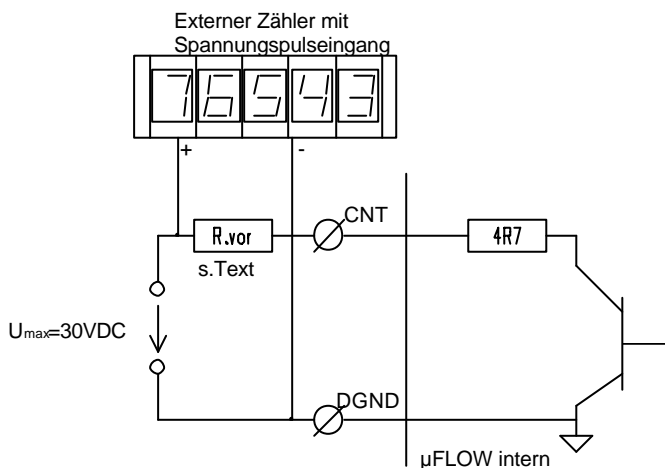 Externer Zähler mit
Spannungspulseingang
76543
+ -
CNT
R.vor
4R7
s.Text
Umax=30VDC
DGND
µFLOW intern